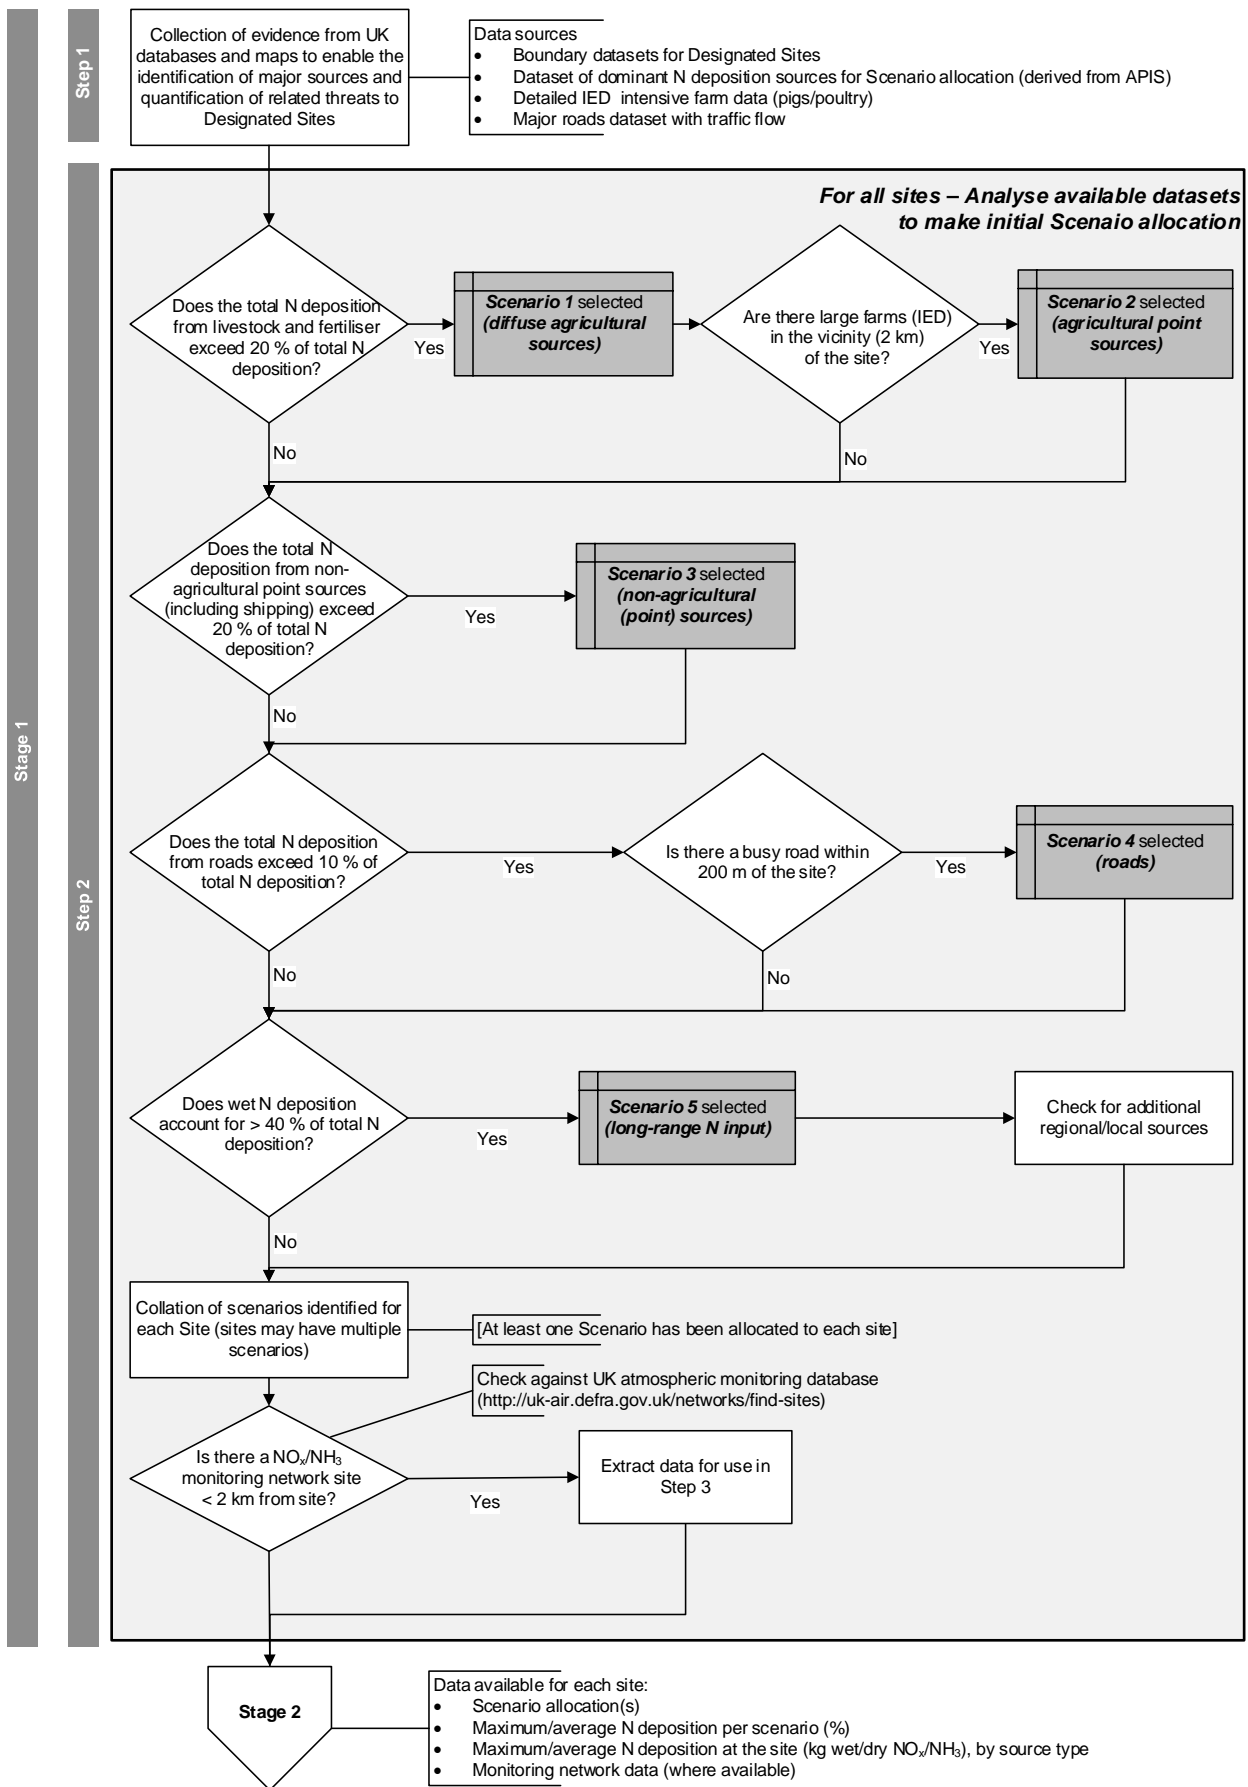 Stage 1
Step 1
Collection of evidence from UK
databases and maps to enable the
identification of major sources and
quantification of related threats to
Designated Sites
Data sources
• Boundary datasets for Designated Sites
• Dataset of dominant N deposition sources for Scenario allocation (derived from APIS)
• Detailed IED intensive farm data (pigs/poultry)
• Major roads dataset with traffic flow
Step 2
For all sites – Analyse available datasets
to make initial Scenaio allocation
Does the total N deposition
from livestock and fertiliser
exceed 20 % of total N
deposition?
Yes
Scenario 1 selected
(diffuse agricultural
sources)
Are there large farms (IED)
in the vicinity (2 km)
of the site?
Yes
Scenario 2 selected
(agricultural point
sources)
No
No
Does the total N
deposition from non-
agricultural point sources
(including shipping) exceed
20 % of total N
deposition?
Yes
Scenario 3 selected
(non-agricultural
(point) sources)
No
Does the total N deposition
from roads exceed 10 % of
total N deposition?
Yes
Is there a busy road within
200 m of the site?
Yes
Scenario 4 selected
(roads)
No
No
Does wet N deposition
account for > 40 % of total N
deposition?
Yes
Scenario 5 selected
(long-range N input)
Check for additional
regional/local sources
No
Collation of scenarios identified for
each Site (sites may have multiple
scenarios)
[At least one Scenario has been allocated to each site]
Check against UK atmospheric monitoring database
(http://uk-air.defra.gov.uk/networks/find-sites)
Is there a NOx/NH3
monitoring network site
< 2 km from site?
Yes
Extract data for use in
Step 3
Stage 2
Data available for each site:
• Scenario allocation(s)
• Maximum/average N deposition per scenario (%)
• Maximum/average N deposition at the site (kg wet/dry NOx/NH3), by source type
• Monitoring network data (where available)